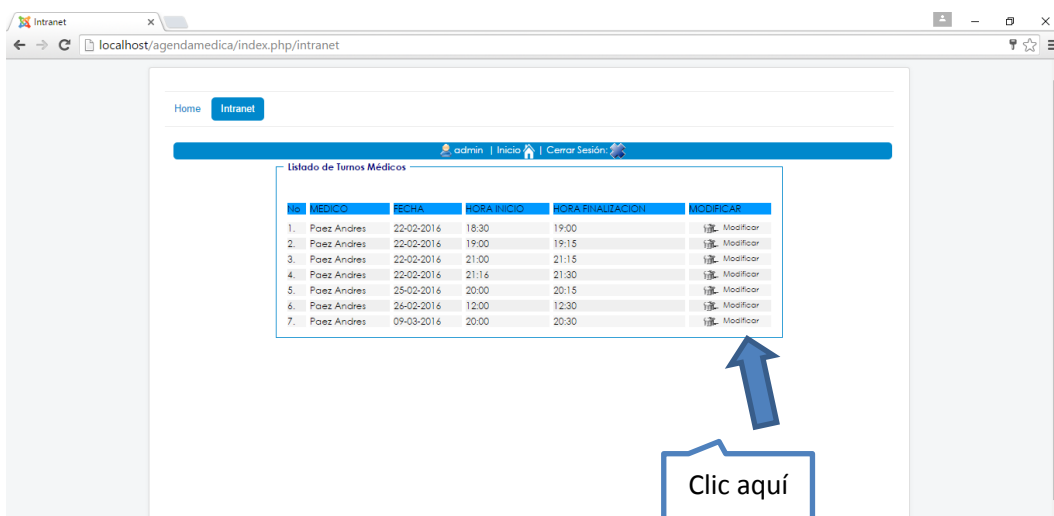 Intranet
localhost/agendamedica/index.php/intranet
Home Intranet
admin | Inicio | Cerrar Sesión:
Listado de Turnos Médicos
No MEDICO FECHA HORA INICIO HORA FINALIZACION MODIFICAR
1. Paez Andres 22-02-2016 18:30 19:00 Modificar
2. Paez Andres 22-02-2016 19:00 19:15 Modificar
3. Paez Andres 22-02-2016 21:00 21:15 Modificar
4. Paez Andres 22-02-2016 21:16 21:30 Modificar
5. Paez Andres 25-02-2016 20:00 20:15 Modificar
6. Paez Andres 26-02-2016 12:00 12:30 Modificar
7. Paez Andres 09-03-2016 20:00 20:30 Modificar
Clic aquí